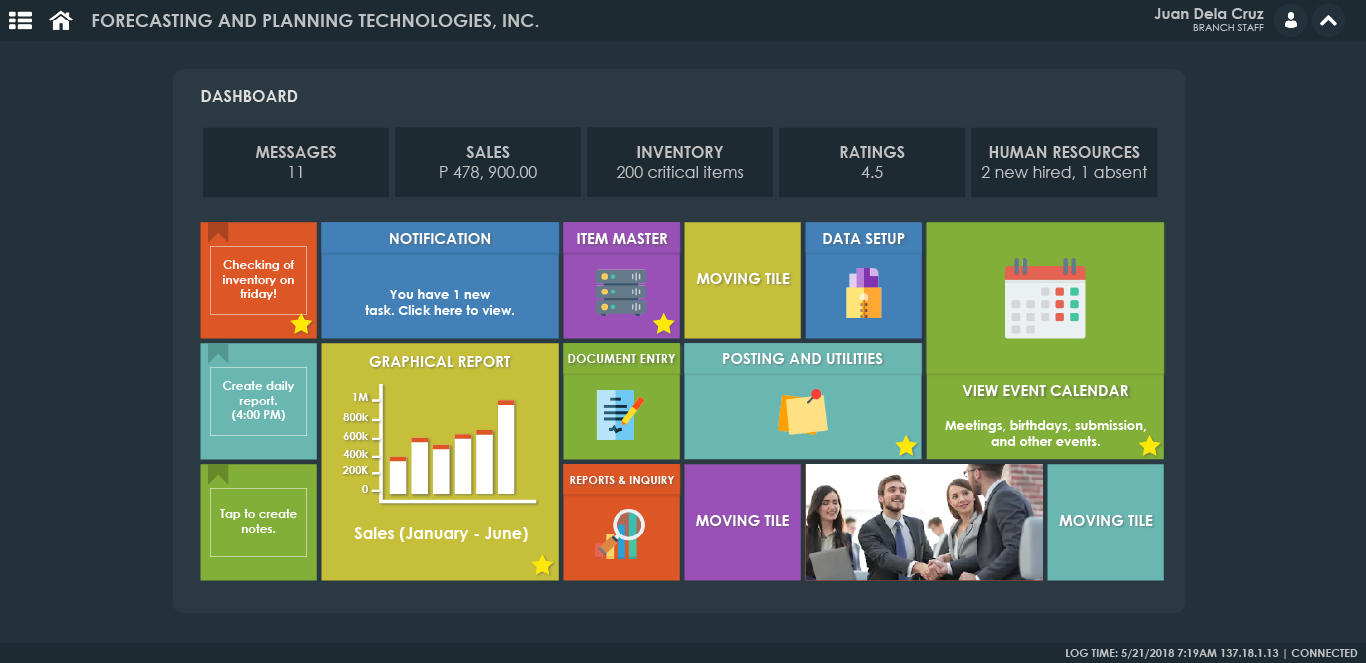 FORECASTING AND PLANNING TECHNOLOGIES, INC.
Juan Dela Cruz
BRANCH STAFF
DASHBOARD
MESSAGES
11
SALES
P 478, 900.00
INVENTORY
200 critical items
RATINGS
4.5
HUMAN RESOURCES
2 new hired, 1 absent
Checking of
inventory on
friday!
NOTIFICATION
You have 1 new
task. Click here to view.
ITEM MASTER
MOVING TILE
DATA SETUP
VIEW EVENT CALENDAR
Meetings, birthdays, submission,
and other events.
Create daily
report.
(4:00 PM)
GRAPHICAL REPORT
1M
800k
600k
400k
200K
0
Sales (January - June)
DOCUMENT ENTRY
POSTING AND UTILITIES
Tap to create
notes.
REPORTS & INQUIRY
MOVING TILE
MOVING TILE
LOG TIME: 5/21/2018 7:19AM 137.18.1.13 | CONNECTED